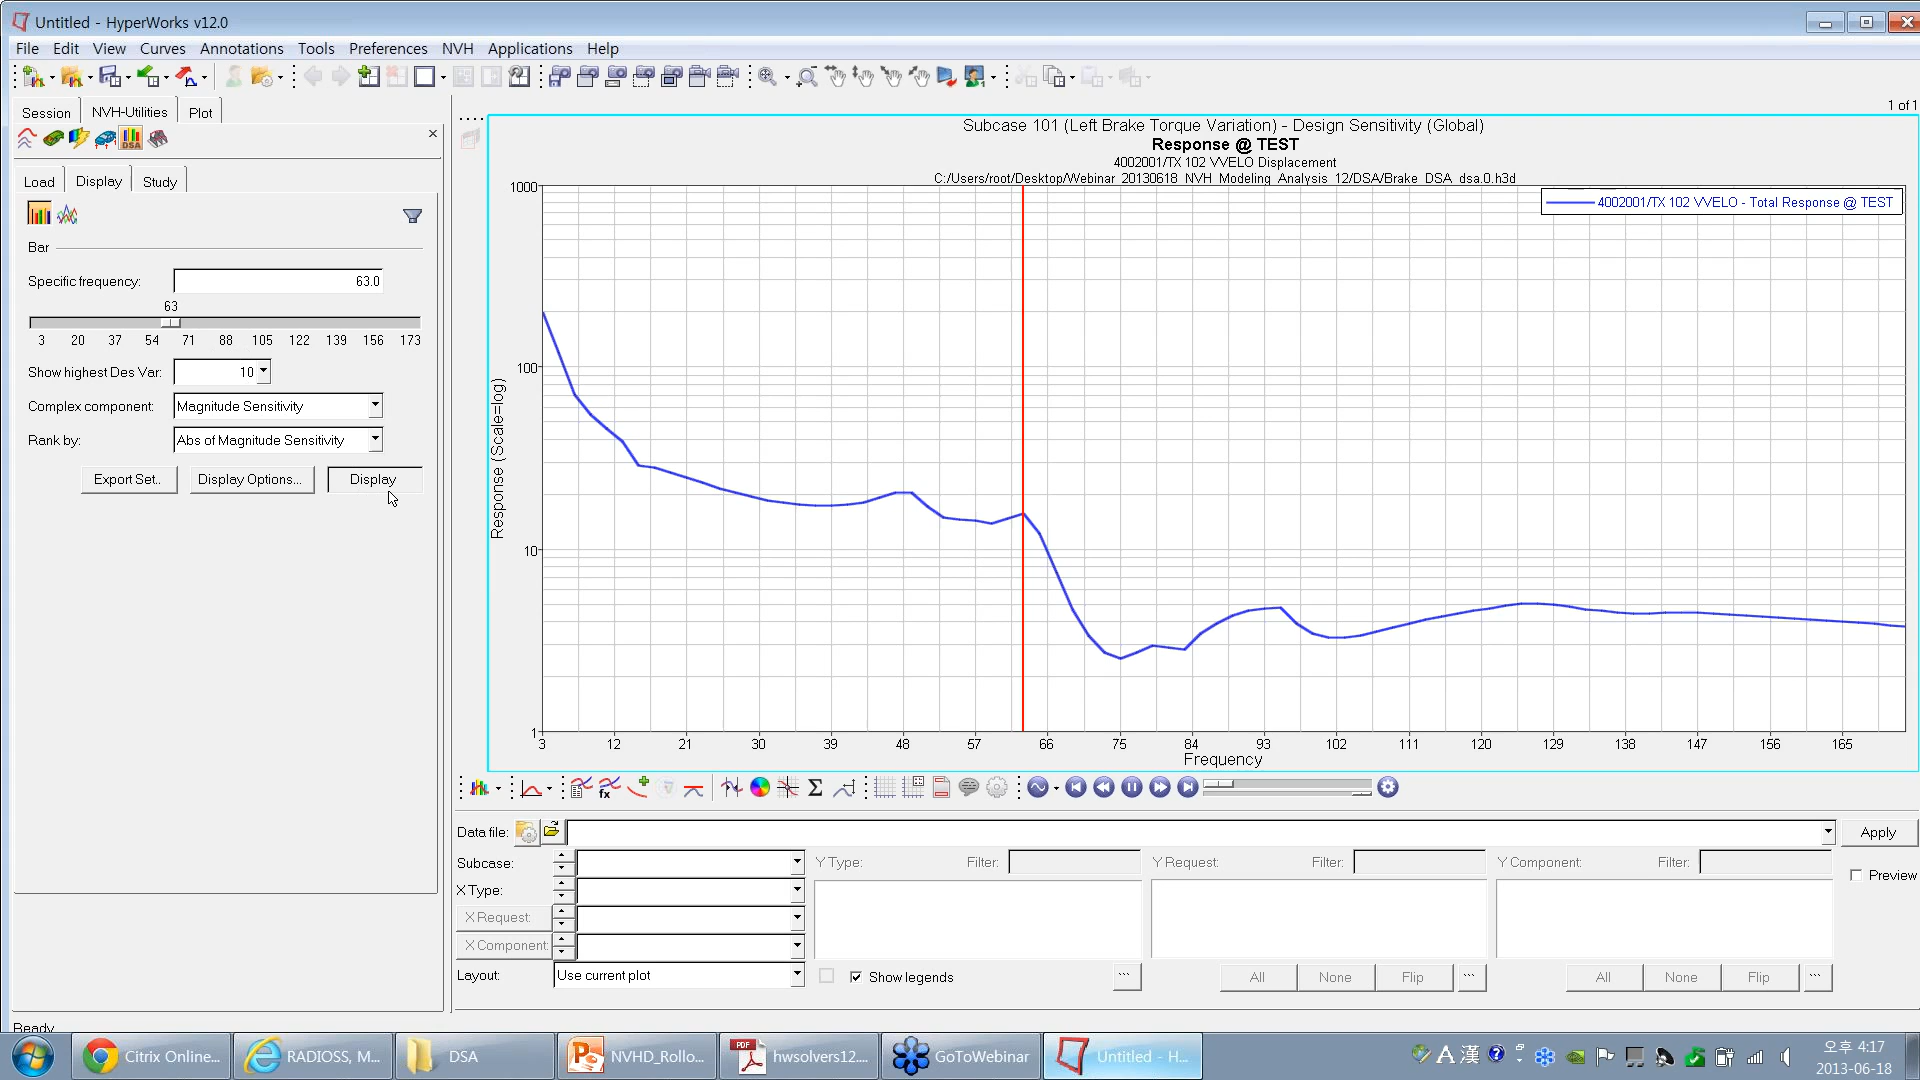 Untitled - HyperWorks v12.0
File Edit View Curves Annotations Tools Preferences NVH Applications Help
Session NVH-Utilities Plot
1 of 1
DSA
Load Display Study
Bar
Specific frequency: 63.0
63
3 20 37 54 71 88 105 122 139 156 173
Show highest Des Var: 10
Complex component: Magnitude Sensitivity
Rank by: Abs of Magnitude Sensitivity
Export Set.. Display Options... Display
Subcase 101 (Left Brake Torque Variation) - Design Sensitivity (Global)
Response @ TEST
4002001/TX 102 VVELO Displacement
C:/Users/root/Desktop/Webinar_20130618_NVH_Modeling_Analysis_12/DSA/Brake_DSA_dsa.0.h3d
4002001/TX 102 VVELO - Total Response @ TEST
Response (Scale=log)
1000
100
10
1
3 12 21 30 39 48 57 66 75 84 93 102 111 120 129 138 147 156 165
Frequency
Data file: Apply
Subcase: Y Type: Filter: Y Request: Filter: Y Component: Filter:
X Type: Preview
X Request:
X Component:
Layout: Use current plot Show legends ... All None Flip ... All None Flip ...
Ready
Citrix Online... RADIOSS, M... DSA NVHD_Rollo... hwsolvers12.... GoToWebinar Untitled - H...
A 漢
오후 4:17
2013-06-18